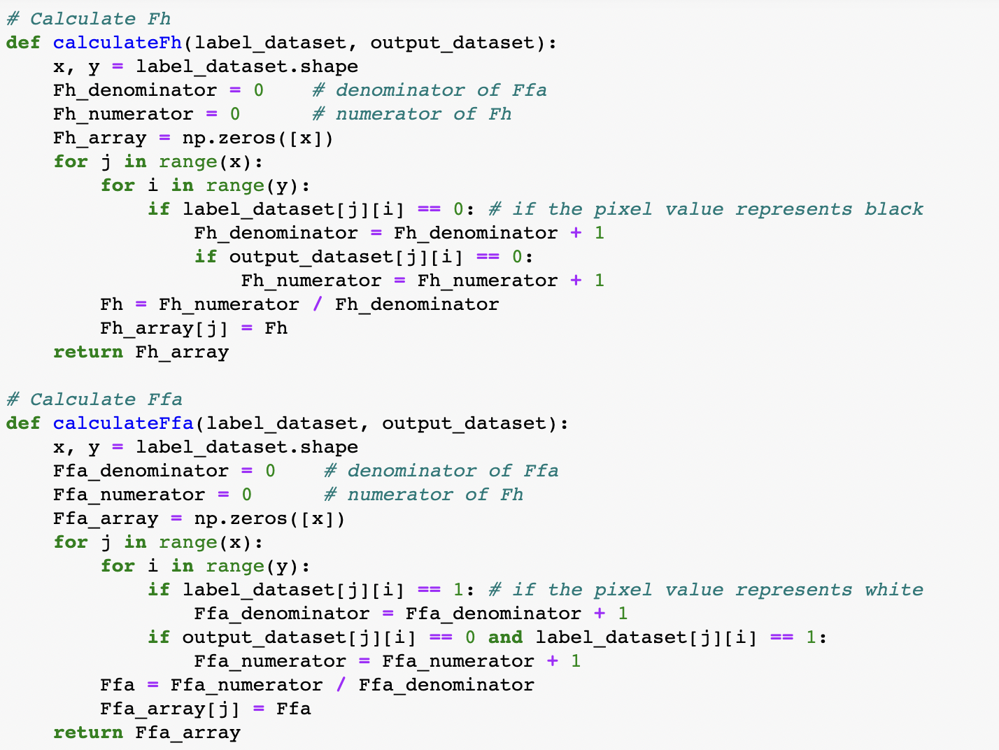 # Calculate Fh
def calculateFh(label_dataset, output_dataset):
    x, y = label_dataset.shape
    Fh_denominator = 0    # denominator of Ffa
    Fh_numerator = 0      # numerator of Fh
    Fh_array = np.zeros([x])
    for j in range(x):
        for i in range(y):
            if label_dataset[j][i] == 0: # if the pixel value represents black
                Fh_denominator = Fh_denominator + 1
                if output_dataset[j][i] == 0:
                    Fh_numerator = Fh_numerator + 1
        Fh = Fh_numerator / Fh_denominator
        Fh_array[j] = Fh
    return Fh_array

# Calculate Ffa
def calculateFfa(label_dataset, output_dataset):
    x, y = label_dataset.shape
    Ffa_denominator = 0    # denominator of Ffa
    Ffa_numerator = 0      # numerator of Fh
    Ffa_array = np.zeros([x])
    for j in range(x):
        for i in range(y):
            if label_dataset[j][i] == 1: # if the pixel value represents white
                Ffa_denominator = Ffa_denominator + 1
            if output_dataset[j][i] == 0 and label_dataset[j][i] == 1:
                Ffa_numerator = Ffa_numerator + 1
        Ffa = Ffa_numerator / Ffa_denominator
        Ffa_array[j] = Ffa
    return Ffa_array